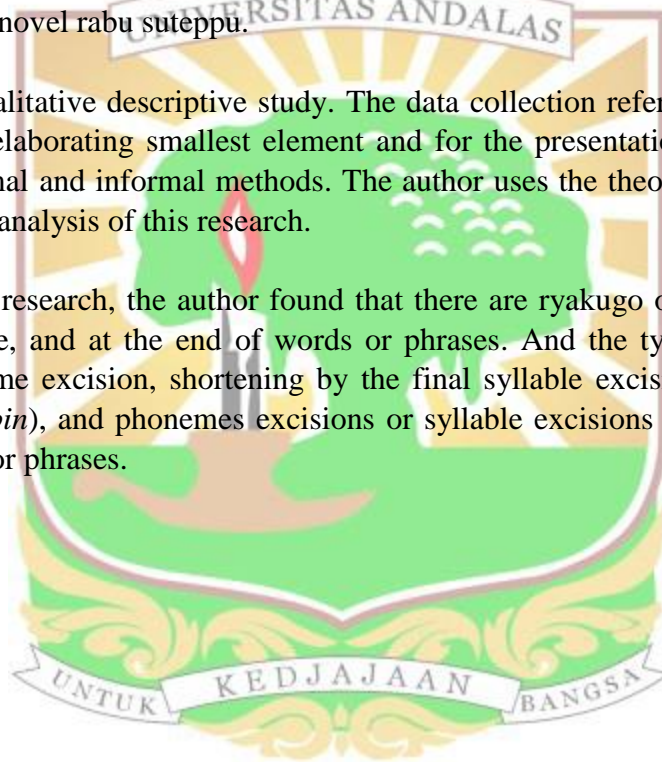 UNIVERSITAS ANDALAS
novel rabu suteppu.
alitative descriptive study. The data collection refer
elaborating smallest element and for the presentati
nal and informal methods. The author uses the theo
analysis of this research.
research, the author found that there are ryakugo o
e, and at the end of words or phrases. And the ty
me excision, shortening by the final syllable excis
pin), and phonemes excisions or syllable excisions
or phrases.
UNTUK KEDJAJAAN BANGSA